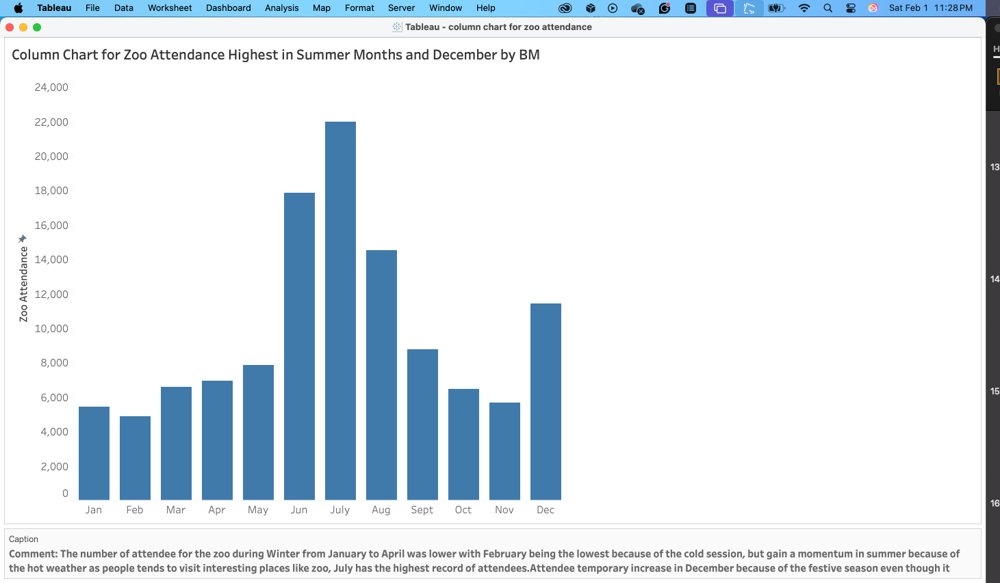 Tableau File Data Worksheet Dashboard Analysis Map Format Server Window Help Sat Feb 1 11:28 PM
Tableau - column chart for zoo attendance
Column Chart for Zoo Attendance Highest in Summer Months and December by BM
24,000
22,000
20,000
18,000
16,000
14,000
12,000
10,000
8,000
6,000
4,000
2,000
0
Zoo Attendance
Jan Feb Mar Apr May Jun July Aug Sept Oct Nov Dec
Caption
Comment: The number of attendee for the zoo during Winter from January to April was lower with February being the lowest because of the cold session, but gain a momentum in summer because of
the hot weather as people tends to visit interesting places like zoo, July has the highest record of attendees.Attendee temporary increase in December because of the festive season even though it
H
13
14
15
16